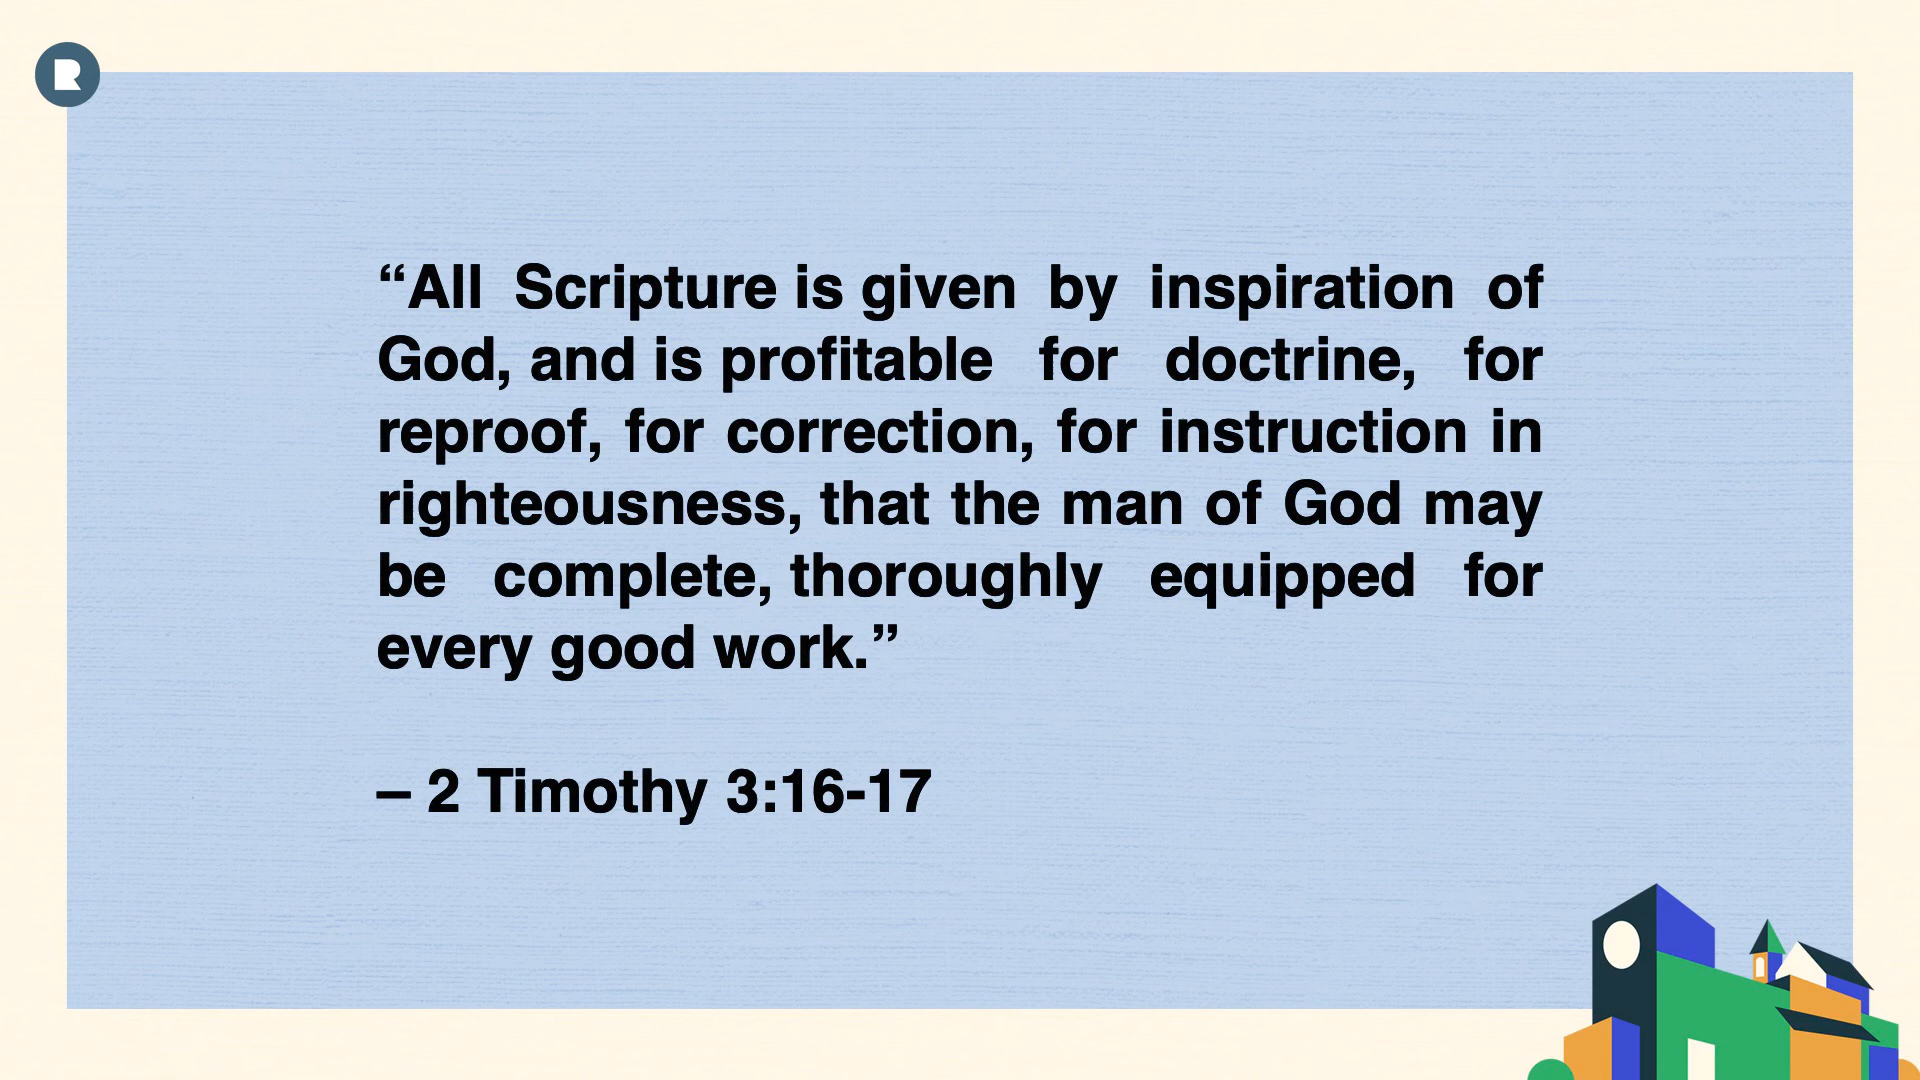 R
“All Scripture is given by inspiration of
God, and is profitable for doctrine, for
reproof, for correction, for instruction in
righteousness, that the man of God may
be complete, thoroughly equipped for
every good work.”
– 2 Timothy 3:16-17